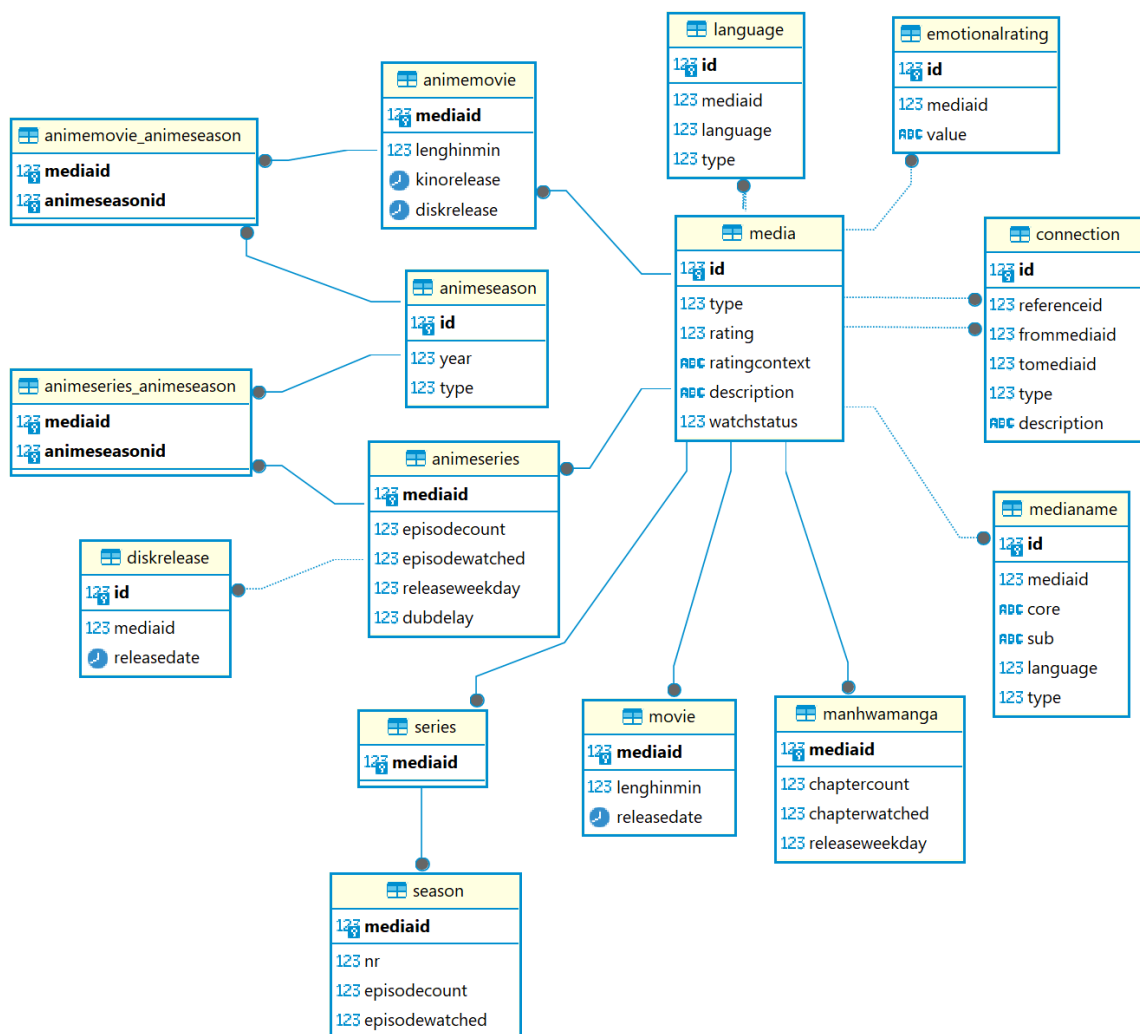 language
123 id
123 mediaid
123 language
123 type
emotionalrating
123 id
123 mediaid
ABC value
animemovie
123 mediaid
123 lenghinmin
kinorelease
diskrelease
animemovie_animeseason
123 mediaid
123 animeseasonid
media
123 id
123 type
123 rating
ABC ratingcontext
ABC description
123 watchstatus
connection
123 id
123 referenceid
123 frommediaid
123 tomediaid
123 type
ABC description
animeseason
123 id
123 year
123 type
animeseries_animeseason
123 mediaid
123 animeseasonid
animeseries
123 mediaid
123 episodecount
123 episodewatched
123 releaseweekday
123 dubdelay
medianame
123 id
123 mediaid
ABC core
ABC sub
123 language
123 type
diskrelease
123 id
123 mediaid
releasedate
series
123 mediaid
movie
123 mediaid
123 lenghinmin
releasedate
manhwamanga
123 mediaid
123 chaptercount
123 chapterwatched
123 releaseweekday
season
123 mediaid
123 nr
123 episodecount
123 episodewatched